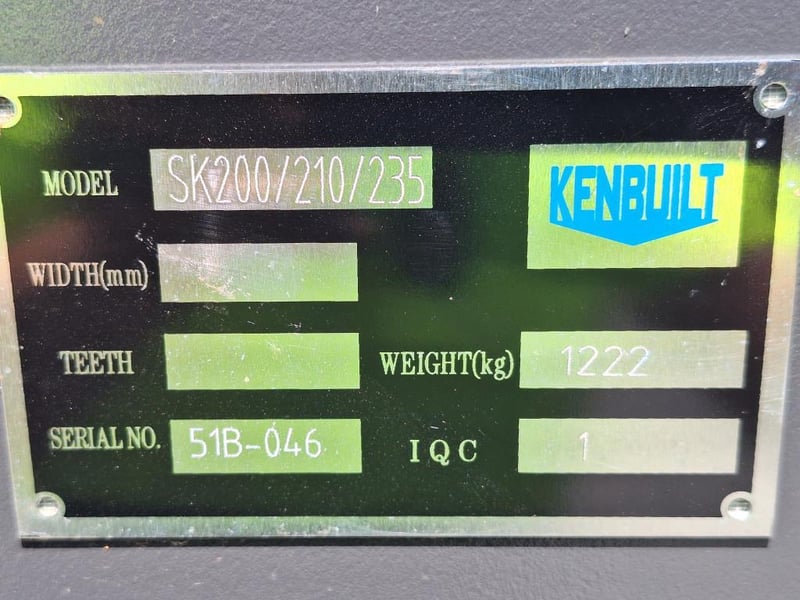 MODEL SK200/210/235
KENBUILT
WIDTH(mm)
TEETH
WEIGHT(kg) 1222
SERIAL NO. 51B-046
IQC 1